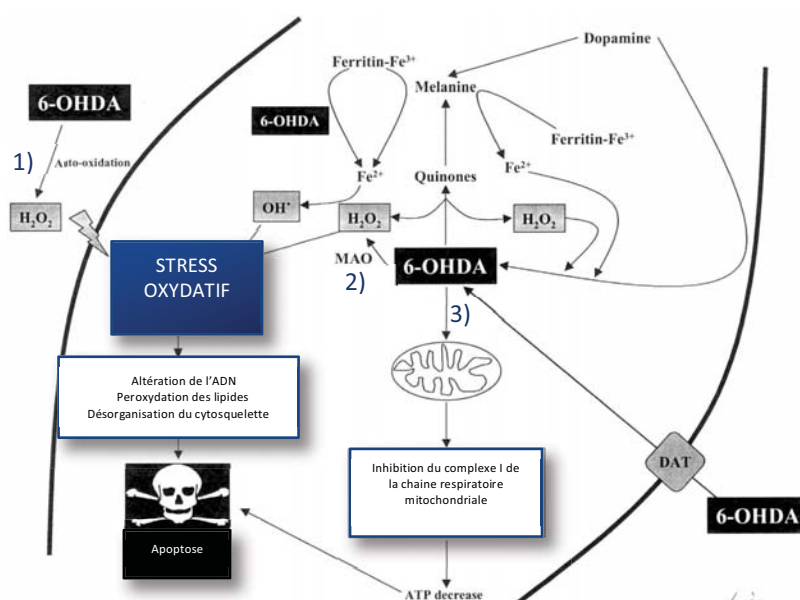 Dopamine
Ferritin-Fe³⁺
Melanine
6-OHDA
6-OHDA
Ferritin-Fe³⁺
1)
Auto-oxidation
Fe²⁺
Quinones
Fe²⁺
H₂O₂
OH•
H₂O₂
H₂O₂
STRESS
OXYDATIF
MAO
6-OHDA
2)
3)
Altération de l'ADN
Peroxydation des lipides
Désorganisation du cytosquelette
Inhibition du complexe I de
la chaine respiratoire
mitochondriale
DAT
6-OHDA
Apoptose
ATP decrease